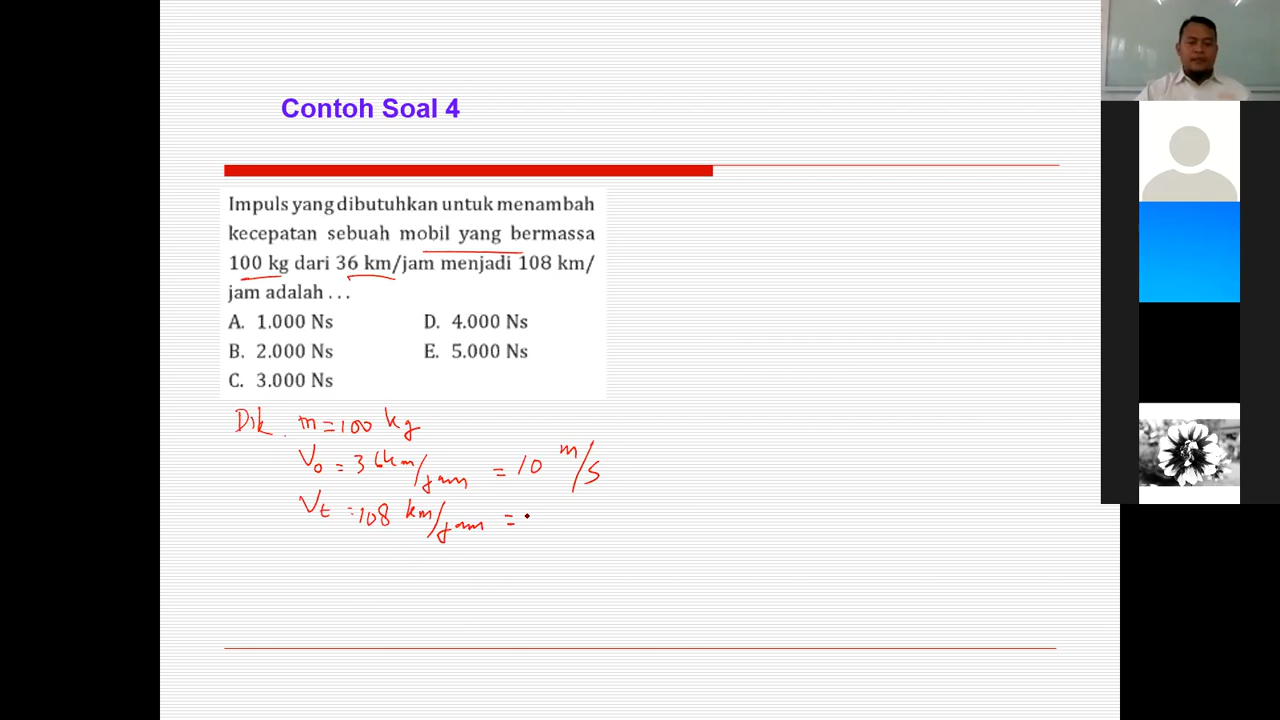 Contoh Soal 4
Impuls yang dibutuhkan untuk menambah
kecepatan sebuah mobil yang bermassa
100 kg dari 36 km/jam menjadi 108 km/
jam adalah . . .
A. 1.000 Ns D. 4.000 Ns
B. 2.000 Ns E. 5.000 Ns
C. 3.000 Ns
Dik. m = 100 kg
V₀ = 36 km/jam = 10 m/s
Vt = 108 km/jam =